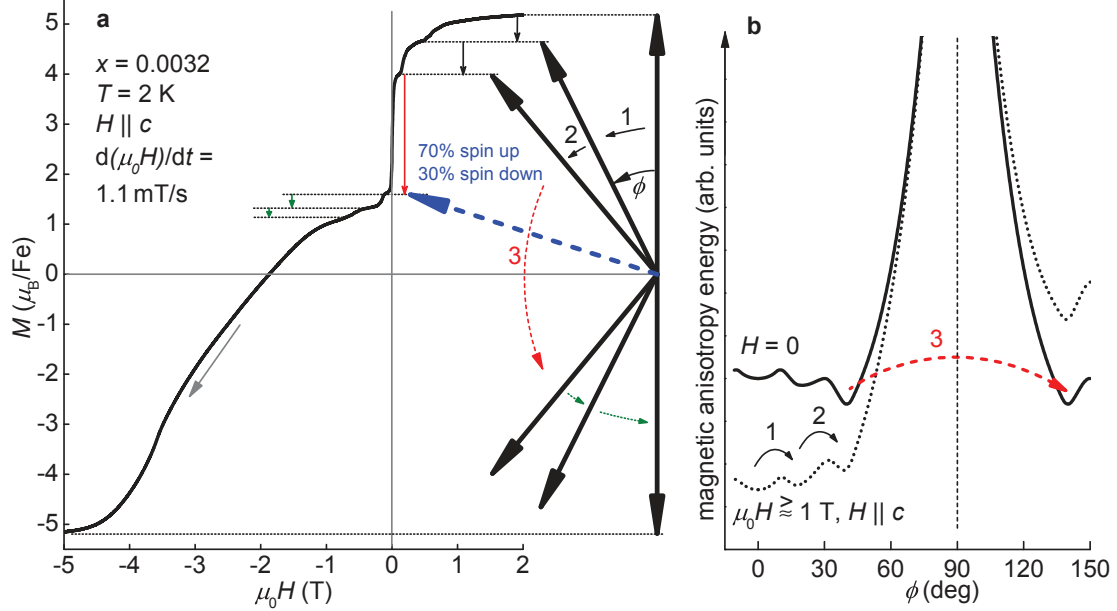 a
x = 0.0032
T = 2 K
H || c
d(μ₀H)/dt =
1.1 mT/s
M (μ_B/Fe)
5
4
3
2
1
0
-1
-2
-3
-4
-5
-5 -4 -3 -2 -1 0 1 2
μ₀H (T)
70% spin up
30% spin down
1
2
ϕ
3
b
magnetic anisotropy energy (arb. units)
H = 0
3
1 2
μ₀H ⪆ 1 T, H || c
0 30 60 90 120 150
ϕ (deg)